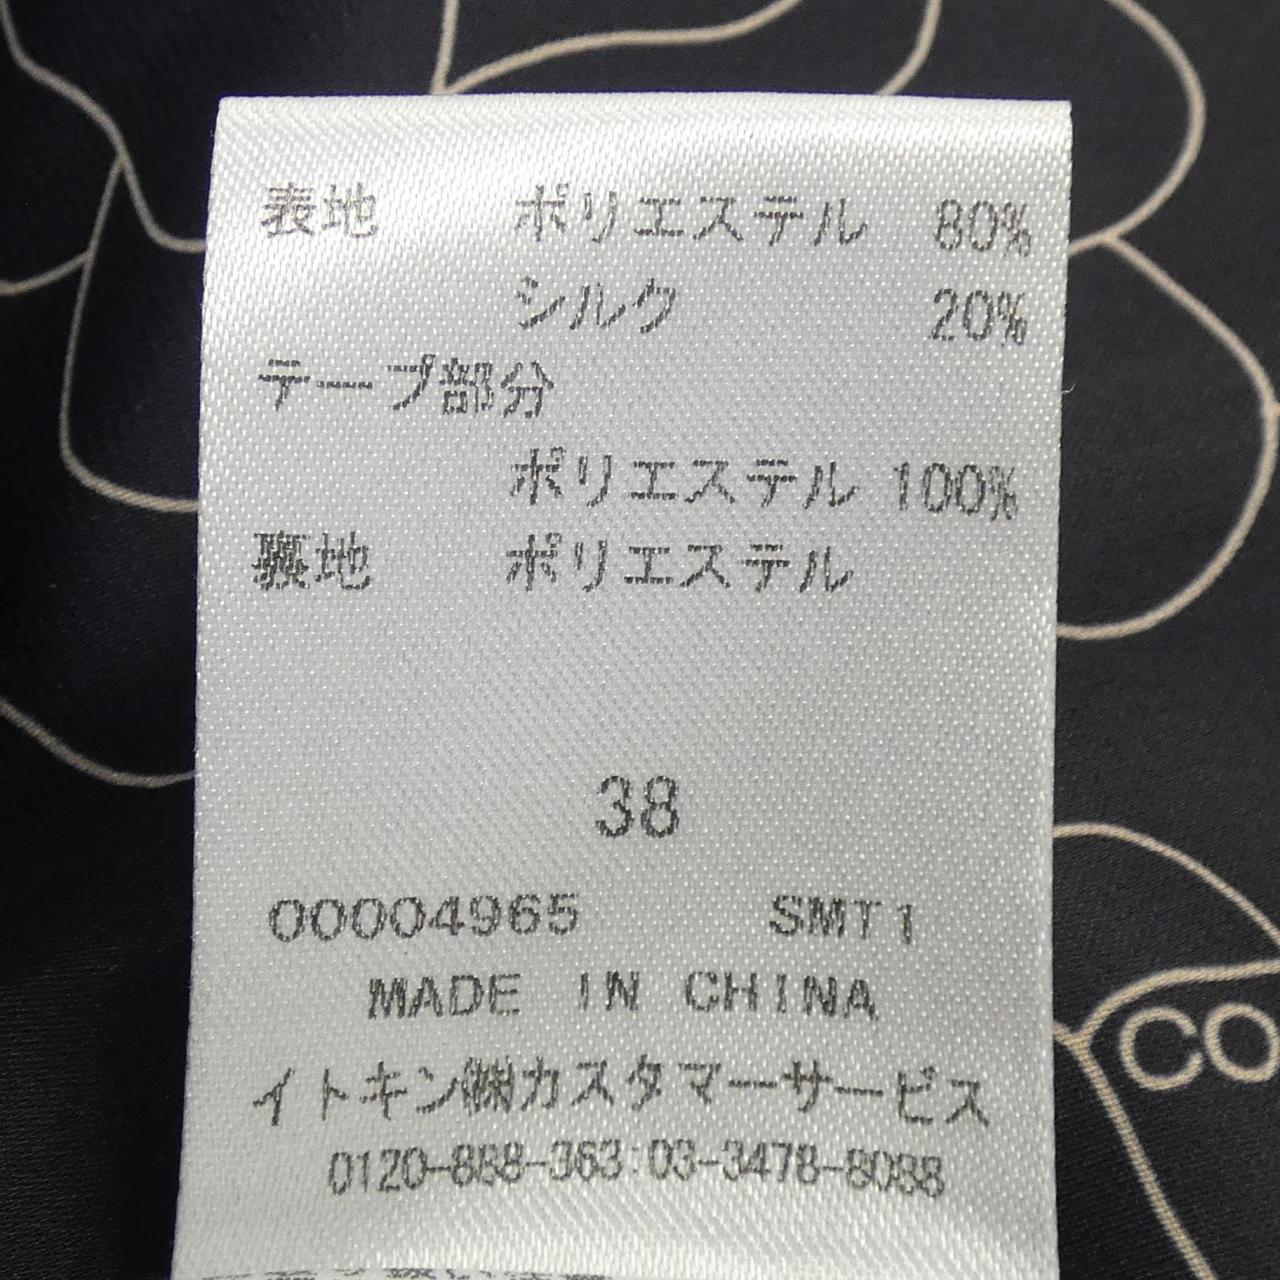 表地 ポリエステル 80%
シルク 20%
テープ部分
ポリエステル 100%
裏地 ポリエステル
38
00004965 SMT1
MADE IN CHINA
イトキン㈱カスタマーサービス
0120-888-363:03-3478-8088
CO